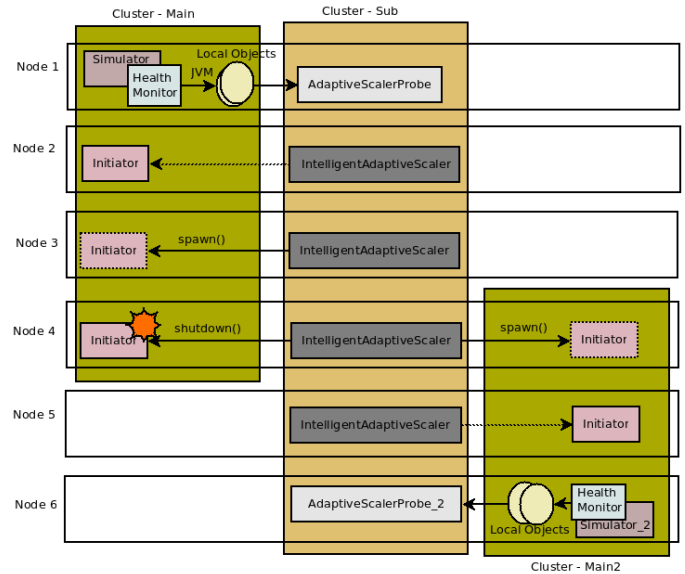 Cluster - Main
Cluster - Sub
Node 1
Simulator
Health
Monitor
JVM
Local Objects
AdaptiveScalerProbe
Node 2
Initiator
IntelligentAdaptiveScaler
Node 3
Initiator
spawn()
IntelligentAdaptiveScaler
Node 4
Initiator
shutdown()
IntelligentAdaptiveScaler
spawn()
Initiator
Node 5
IntelligentAdaptiveScaler
Initiator
Node 6
AdaptiveScalerProbe_2
Local Objects
Health
Monitor
Simulator_2
Cluster - Main2